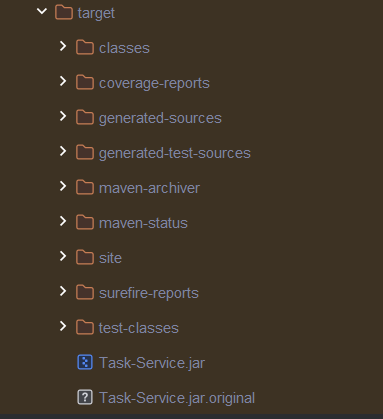 target
classes
coverage-reports
generated-sources
generated-test-sources
maven-archiver
maven-status
site
surefire-reports
test-classes
Task-Service.jar
Task-Service.jar.original